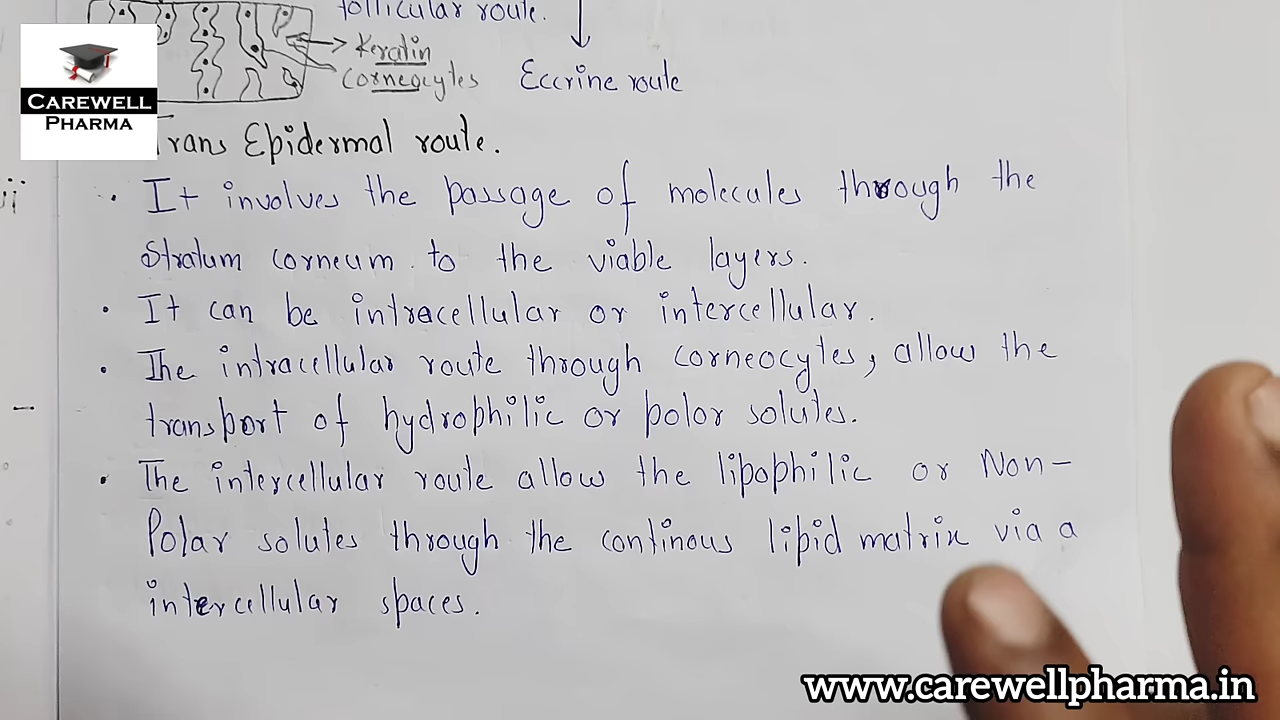 follicular route.
Keratin
corneocytes Eccrine route
CAREWELL
PHARMA
Trans Epidermal route.
• It involves the passage of molecules through the
Stratum corneum to the viable layers.
• It can be intracellular or intercellular.
• The intracellular route through corneocytes, allow the
transport of hydrophilic or polor solutes.
• The intercellular route allow the lipophilic or Non-
Polar solutes through the continous lipid matrix via a
intercellular spaces.
www.carewellpharma.in